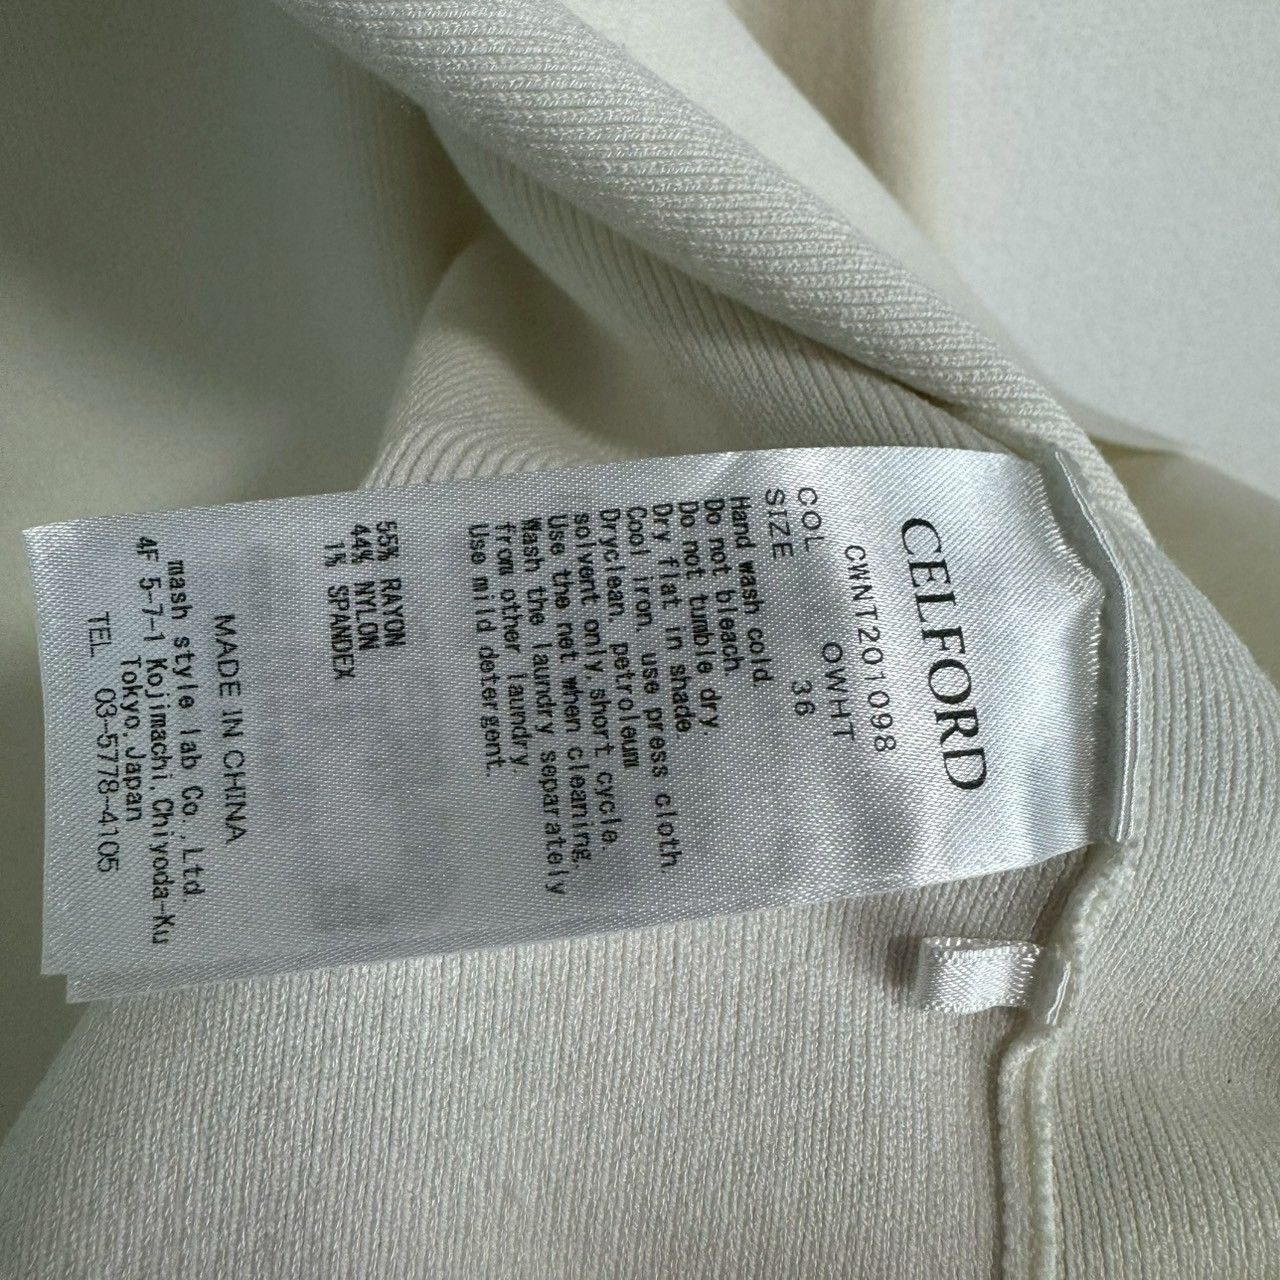 CELFORD
CWNT201098
COL OWHT
SIZE 36
Hand wash cold.
Do not bleach.
Do not tumble dry.
Dry flat in shade.
Cool iron. use press cloth.
Dryclean. petroleum
solvent only, short cycle.
Use the net when cleaning.
Wash the laundry separately
from other laundry.
Use mild detergent.
55% RAYON
44% NYLON
1% SPANDEX
MADE IN CHINA
mash style lab Co.,Ltd.
4F 5-7-1 Kojimachi, Chiyoda-Ku
Tokyo, Japan
TEL 03-5778-4105